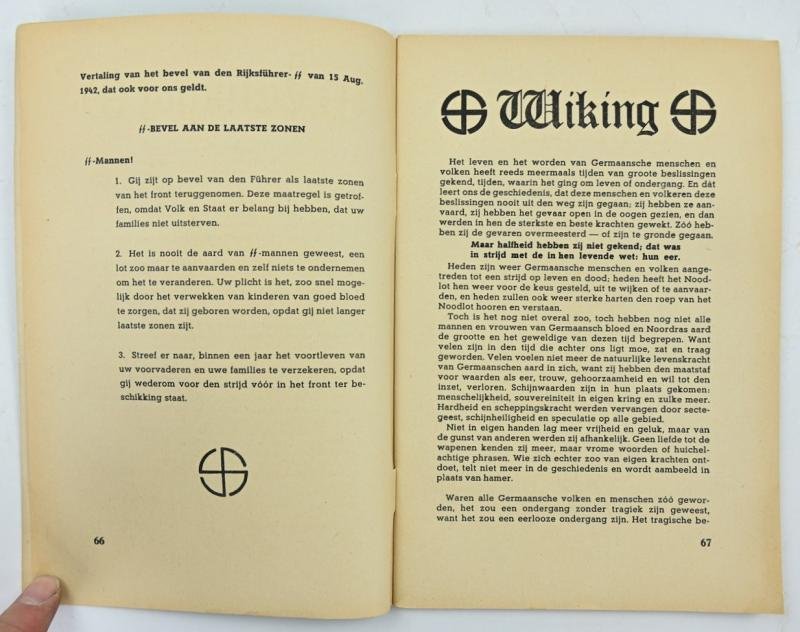 Vertaling van het bevel van den Rijksführer-ᛋᛋ van 15 Aug.
1942, dat ook voor ons geldt.
ᛋᛋ-BEVEL AAN DE LAATSTE ZONEN
ᛋᛋ-Mannen!
1. Gij zijt op bevel van den Führer als laatste zonen
van het front teruggenomen. Deze maatregel is getrof-
fen, omdat Volk en Staat er belang bij hebben, dat uw
families niet uitsterven.
2. Het is nooit de aard van ᛋᛋ-mannen geweest, een
lot zoo maar te aanvaarden en zelf niets te ondernemen
om het te veranderen. Uw plicht is het, zoo snel moge-
lijk door het verwekken van kinderen van goed bloed
te zorgen, dat zij geboren worden, opdat gij niet langer
laatste zonen zijt.
3. Streef er naar, binnen een jaar het voortleven van
uw voorvaderen en uwe families te verzekeren, opdat
gij wederom voor den strijd vóór in het front ter be-
schikking staat.
66
Wiking
Het leven en het worden van Germaansche menschen en
volken heeft reeds meermaals tijden van groote beslissingen
gekend, tijden, waarin het ging om leven of ondergang. En dát
leert ons de geschiedenis, dat deze menschen en volkeren deze
beslissingen nooit uit den weg zijn gegaan; zij hebben ze aan-
vaard, zij hebben het gevaar open in de oogen gezien, en dan
werden in hen de sterkste en beste krachten gewekt. Zóó heb-
ben zij de gevaren overmeesterd — of zijn te gronde gegaan.
Maar halfheid hebben zij niet gekend; dat was
in strijd met de in hen levende wet: hun eer.
Heden zijn weer Germaansche menschen en volken aange-
treden tot een strijd op leven en dood; heden heeft het Nood-
lot hen weer voor de keus gesteld, uit te wijken of te aanvaar-
den, en heden zullen ook weer sterke harten den roep van het
Noodlot hooren en verstaan.
Toch is het nog niet overal zoo, toch hebben nog niet alle
mannen en vrouwen van Germaansch bloed en Noordras aard
de grootte en het geweldige van dezen tijd begrepen. Want
velen zijn in den tijd die achter ons ligt moe, zat en traag
geworden. Velen voelen niet meer de natuurlijke levenskracht
van Germaanschen aard in zich, want zij hebben den maatstaf
voor waarden als eer, trouw, gehoorzaamheid en wil tot den
inzet, verloren. Schijnwaarden zijn in hun plaats gekomen:
menschelijkheid, souvereiniteit in eigen kring en zulke meer.
Hardheid en scheppingskracht werden vervangen door secte-
geest, schijnheiligheid en speculatie op alle gebied.
Niet in eigen handen lag meer vrijheid en geluk, maar van
de gunst van anderen werden zij afhankelijk. Geen liefde tot de
wapenen kenden zij meer, maar vrome woorden of huichel-
achtige phrasen. Wie zich echter zoo van eigen krachten ont-
doet, telt niet meer in de geschiedenis en wordt aambeeld in
plaats van hamer.
Waren alle Germaansche volken en menschen zóó gewor-
den, het zou een ondergang zonder tragiek zijn geweest,
want het zou een eerlooze ondergang zijn. Het tragische be-
67